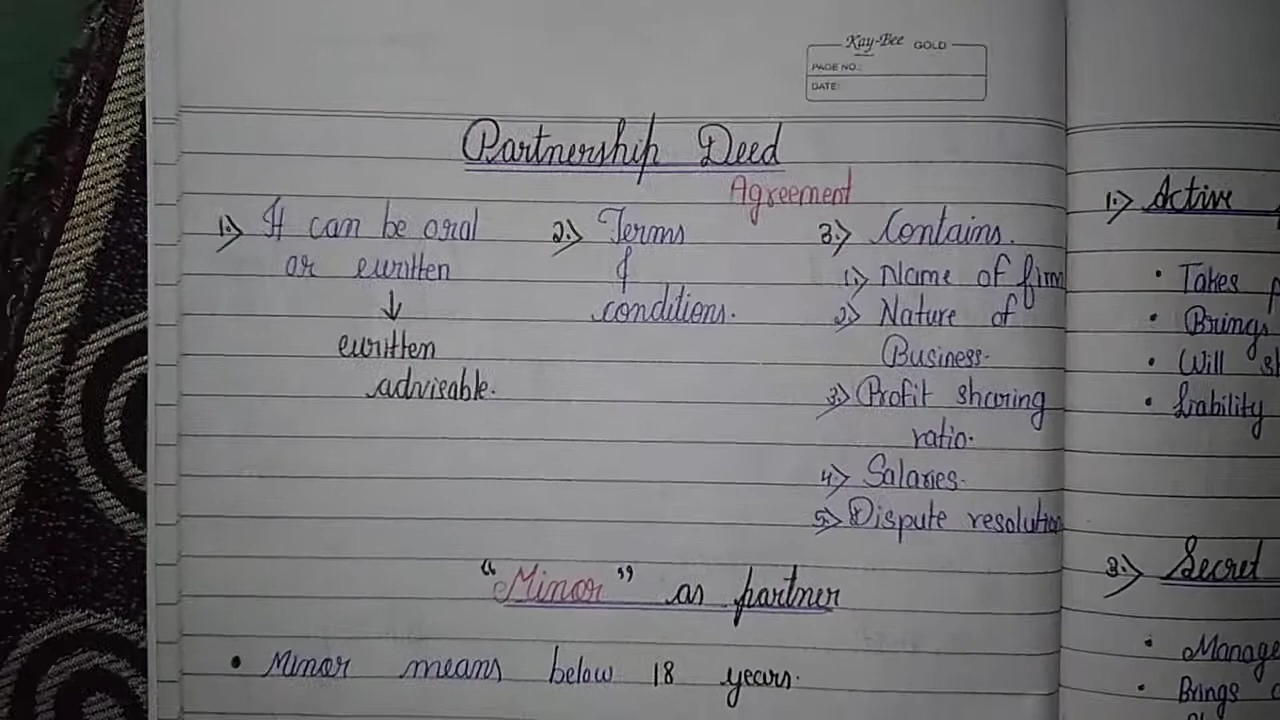 Kay-Bee GOLD
PAGE NO.:
DATE:
Partnership Deed
Agreement
1.> It can be oral
or written
↓
written
advisable.
2.> Terms
&
conditions.
3.> Contains.
1.> Name of firm
2.> Nature of
Business.
3.> Profit sharing
ratio.
4.> Salaries.
5.> Dispute resolution
"Minor" as partner
• Minor means below 18 years.
1.> Active
• Takes
• Brings
• Will
• Liability
3.> Secret
• Manage
• Brings